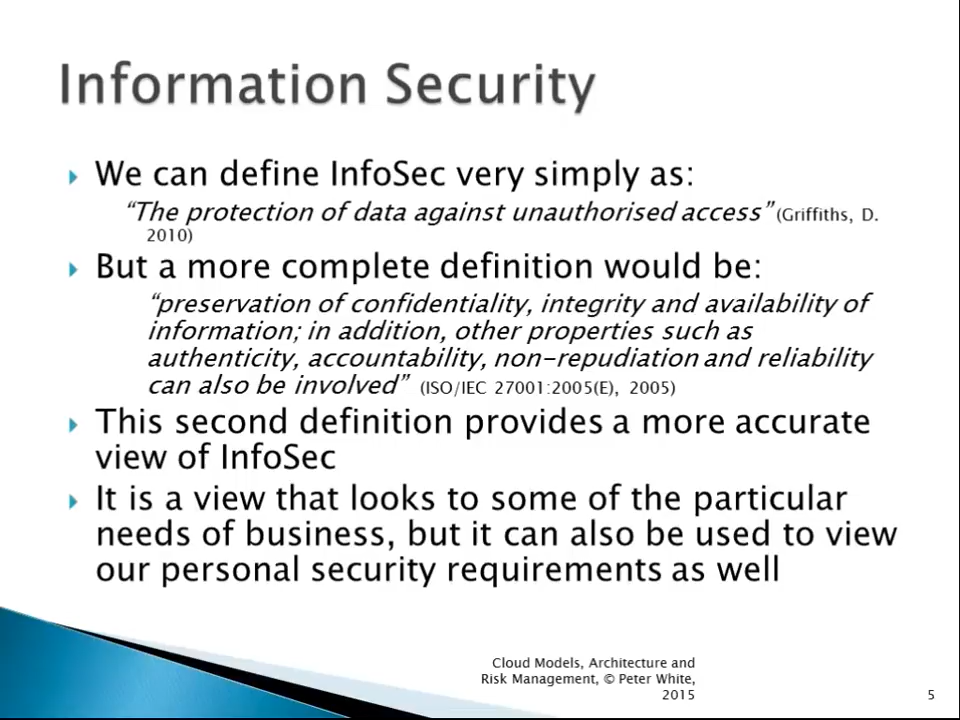 Information Security
We can define InfoSec very simply as:
“The protection of data against unauthorised access” (Griffiths, D.
2010)
But a more complete definition would be:
“preservation of confidentiality, integrity and availability of
information; in addition, other properties such as
authenticity, accountability, non-repudiation and reliability
can also be involved” (ISO/IEC 27001:2005(E), 2005)
This second definition provides a more accurate
view of InfoSec
It is a view that looks to some of the particular
needs of business, but it can also be used to view
our personal security requirements as well
Cloud Models, Architecture and
Risk Management, © Peter White,
2015
5